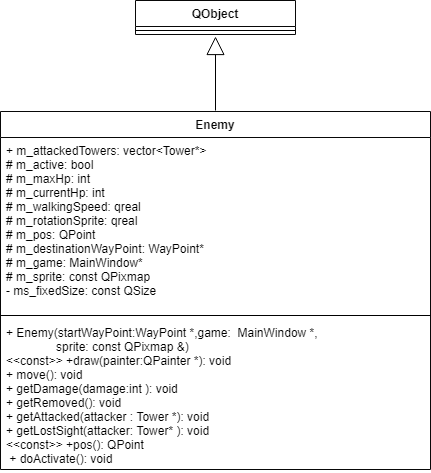 QObject
Enemy
+ m_attackedTowers: vector<Tower*>
# m_active: bool
# m_maxHp: int
# m_currentHp: int
# m_walkingSpeed: qreal
# m_rotationSprite: qreal
# m_pos: QPoint
# m_destinationWayPoint: WayPoint*
# m_game: MainWindow*
# m_sprite: const QPixmap
- ms_fixedSize: const QSize
+ Enemy(startWayPoint:WayPoint *,game: MainWindow *,
sprite: const QPixmap &)
<<const>> +draw(painter:QPainter *): void
+ move(): void
+ getDamage(damage:int ): void
+ getRemoved(): void
+ getAttacked(attacker : Tower *): void
+ getLostSight(attacker: Tower* ): void
<<const>> +pos(): QPoint
+ doActivate(): void